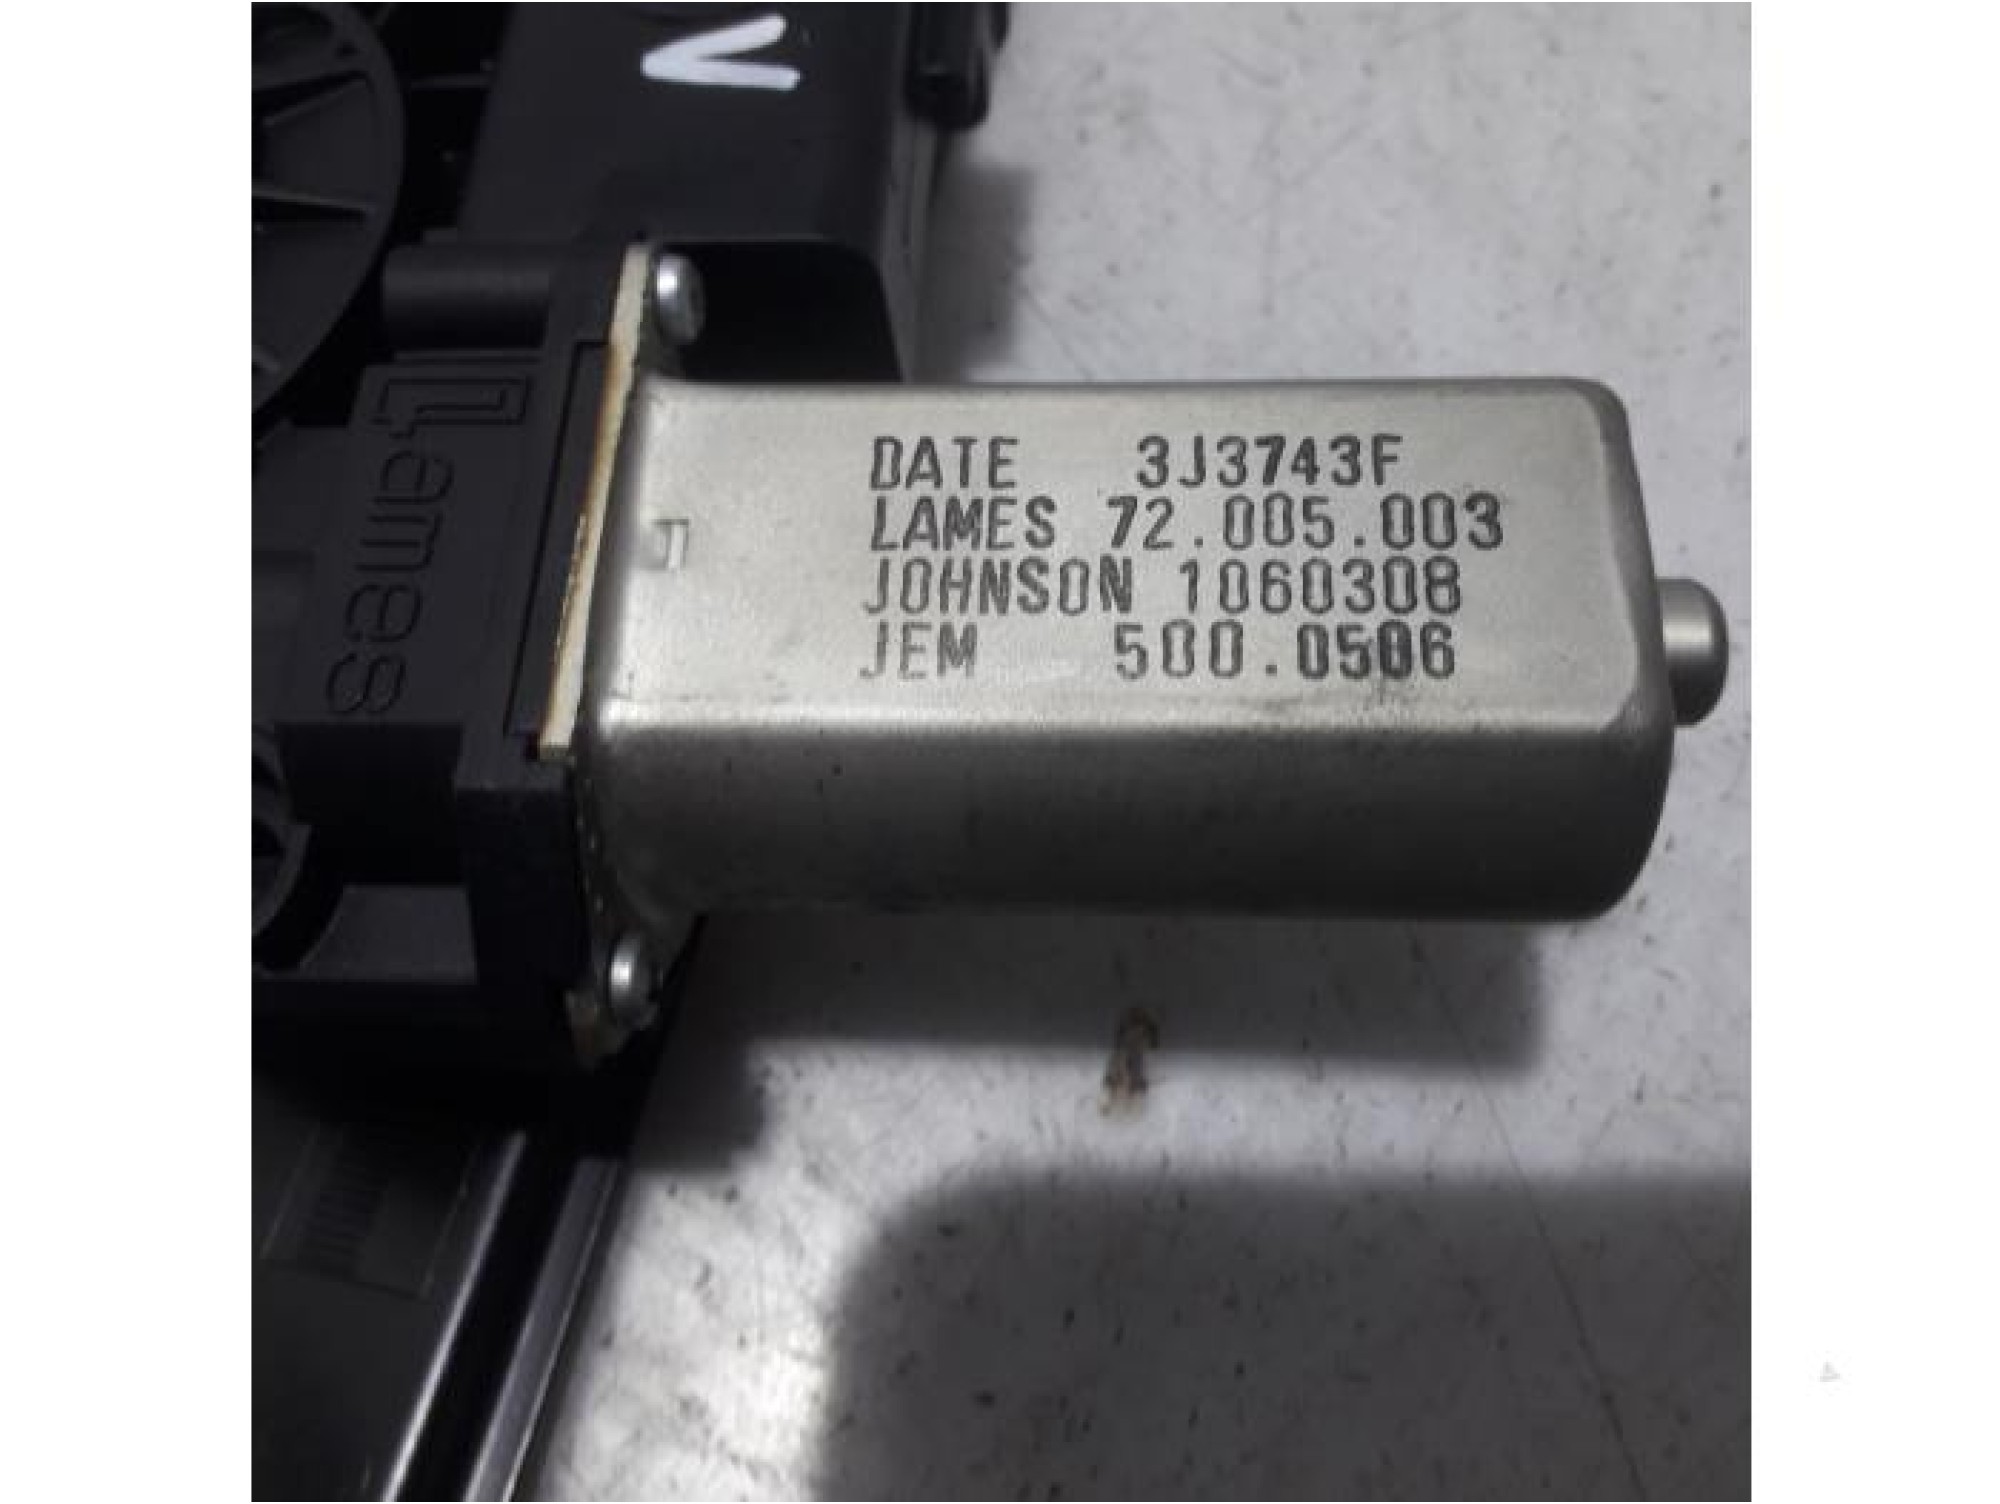 V
Lames
DATE 3J3743F
LAMES 72.005.003
JOHNSON 1060308
JEM 500.0506